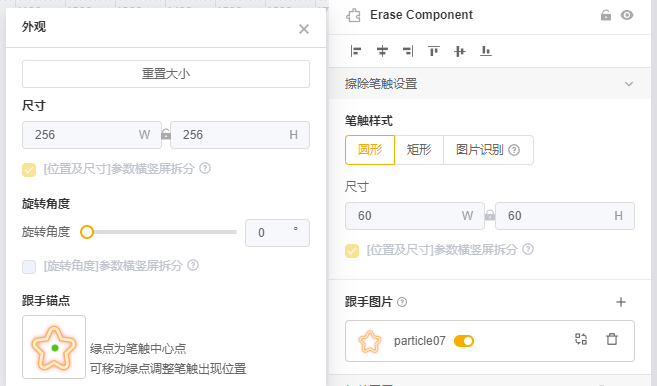 外观
重置大小
尺寸
256 W 256 H
[位置及尺寸]参数横竖屏拆分
旋转角度
旋转角度 0 °
[旋转角度]参数横竖屏拆分
跟手锚点
绿点为笔触中心点
可移动绿点调整笔触出现位置
Erase Component
擦除笔触设置
笔触样式
圆形 矩形 图片识别
尺寸
60 W 60 H
[位置及尺寸]参数横竖屏拆分
跟手图片
particle07